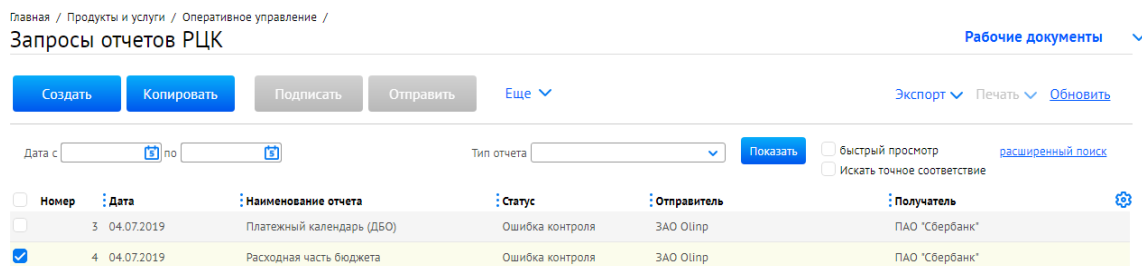 Главная / Продукты и услуги / Оперативное управление /
Запросы отчетов РЦК
Рабочие документы
Создать Копировать Подписать Отправить Еще Экспорт Печать Обновить
Дата с по Тип отчета Показать быстрый просмотр расширенный поиск
Искать точное соответствие
Номер Дата Наименование отчета Статус Отправитель Получатель
3 04.07.2019 Платежный календарь (ДБО) Ошибка контроля ЗАО Olinp ПАО "Сбербанк"
4 04.07.2019 Расходная часть бюджета Ошибка контроля ЗАО Olinp ПАО "Сбербанк"